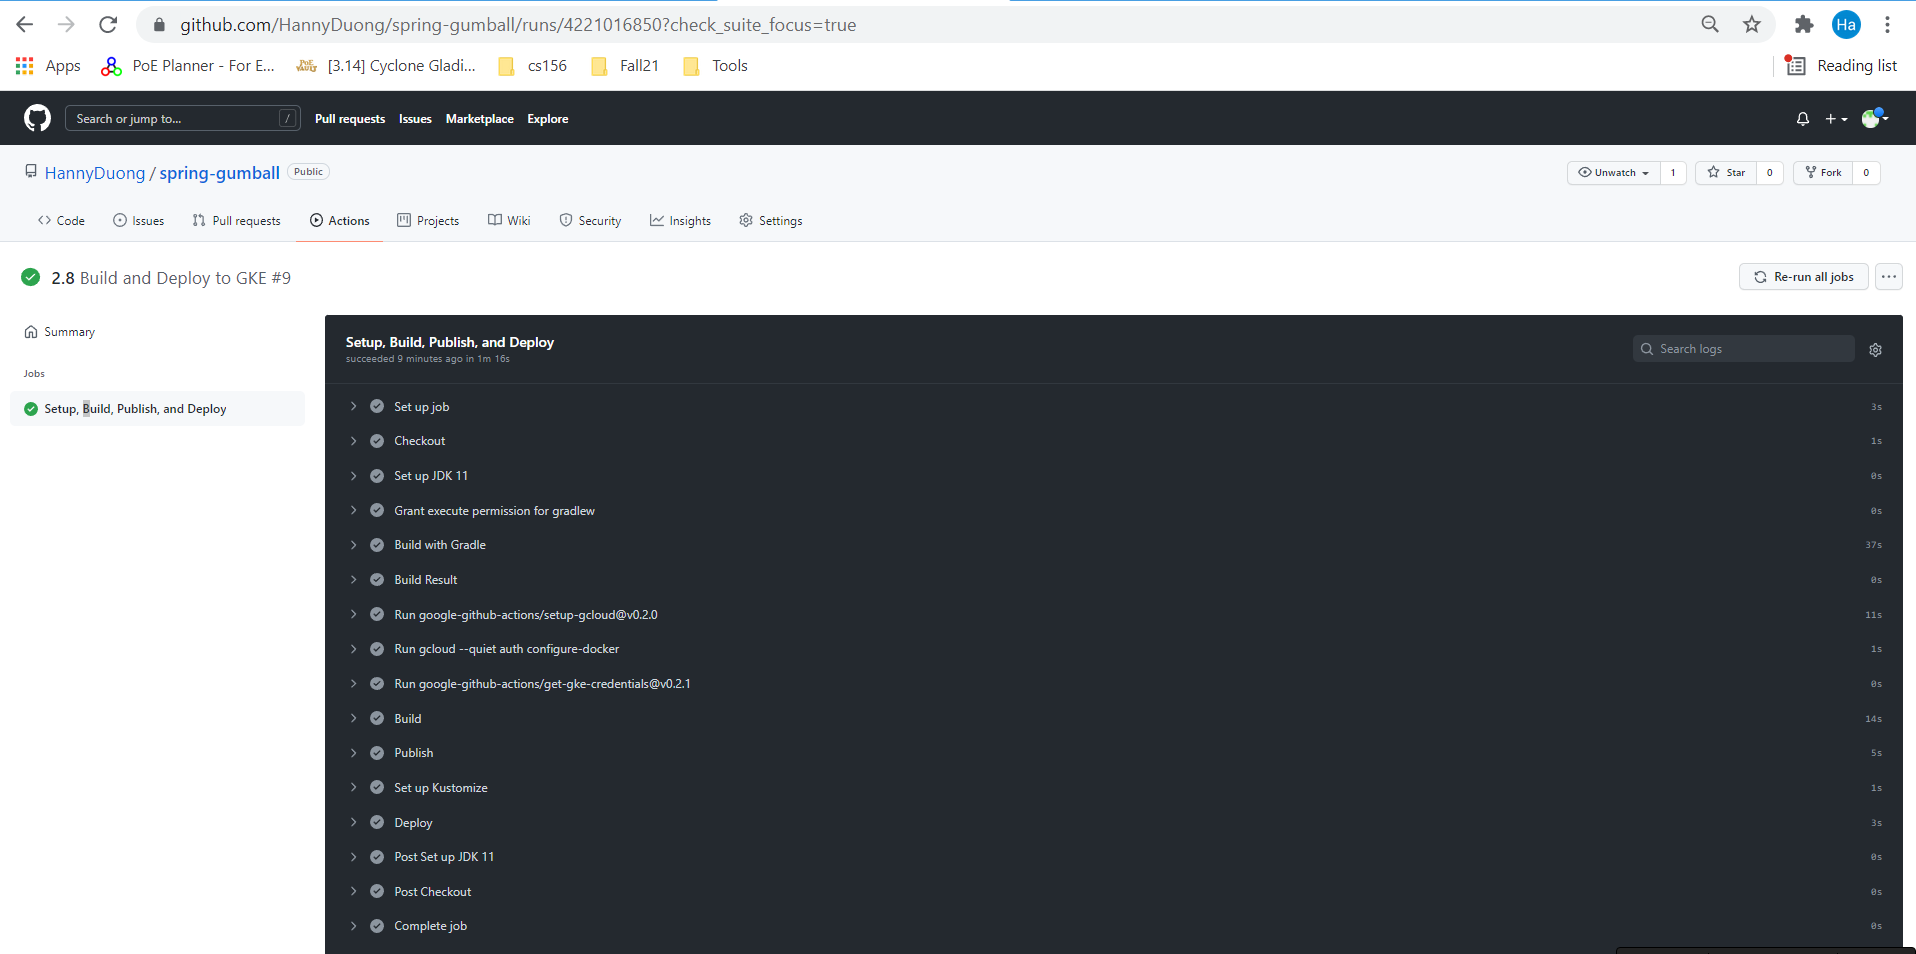 github.com/HannyDuong/spring-gumball/runs/4221016850?check_suite_focus=true
Ha
Apps PoE Planner - For E... PoE VAULT [3.14] Cyclone Gladi... cs156 Fall21 Tools Reading list
Search or jump to... / Pull requests Issues Marketplace Explore
HannyDuong / spring-gumball Public Unwatch 1 Star 0 Fork 0
Code Issues Pull requests Actions Projects Wiki Security Insights Settings
2.8 Build and Deploy to GKE #9 Re-run all jobs ...
Summary
Jobs
Setup, Build, Publish, and Deploy
Setup, Build, Publish, and Deploy
succeeded 9 minutes ago in 1m 16s
Search logs
Set up job 3s
Checkout 1s
Set up JDK 11 0s
Grant execute permission for gradlew 0s
Build with Gradle 37s
Build Result 0s
Run google-github-actions/setup-gcloud@v0.2.0 11s
Run gcloud --quiet auth configure-docker 1s
Run google-github-actions/get-gke-credentials@v0.2.1 0s
Build 14s
Publish 5s
Set up Kustomize 1s
Deploy 3s
Post Set up JDK 11 0s
Post Checkout 0s
Complete job 0s